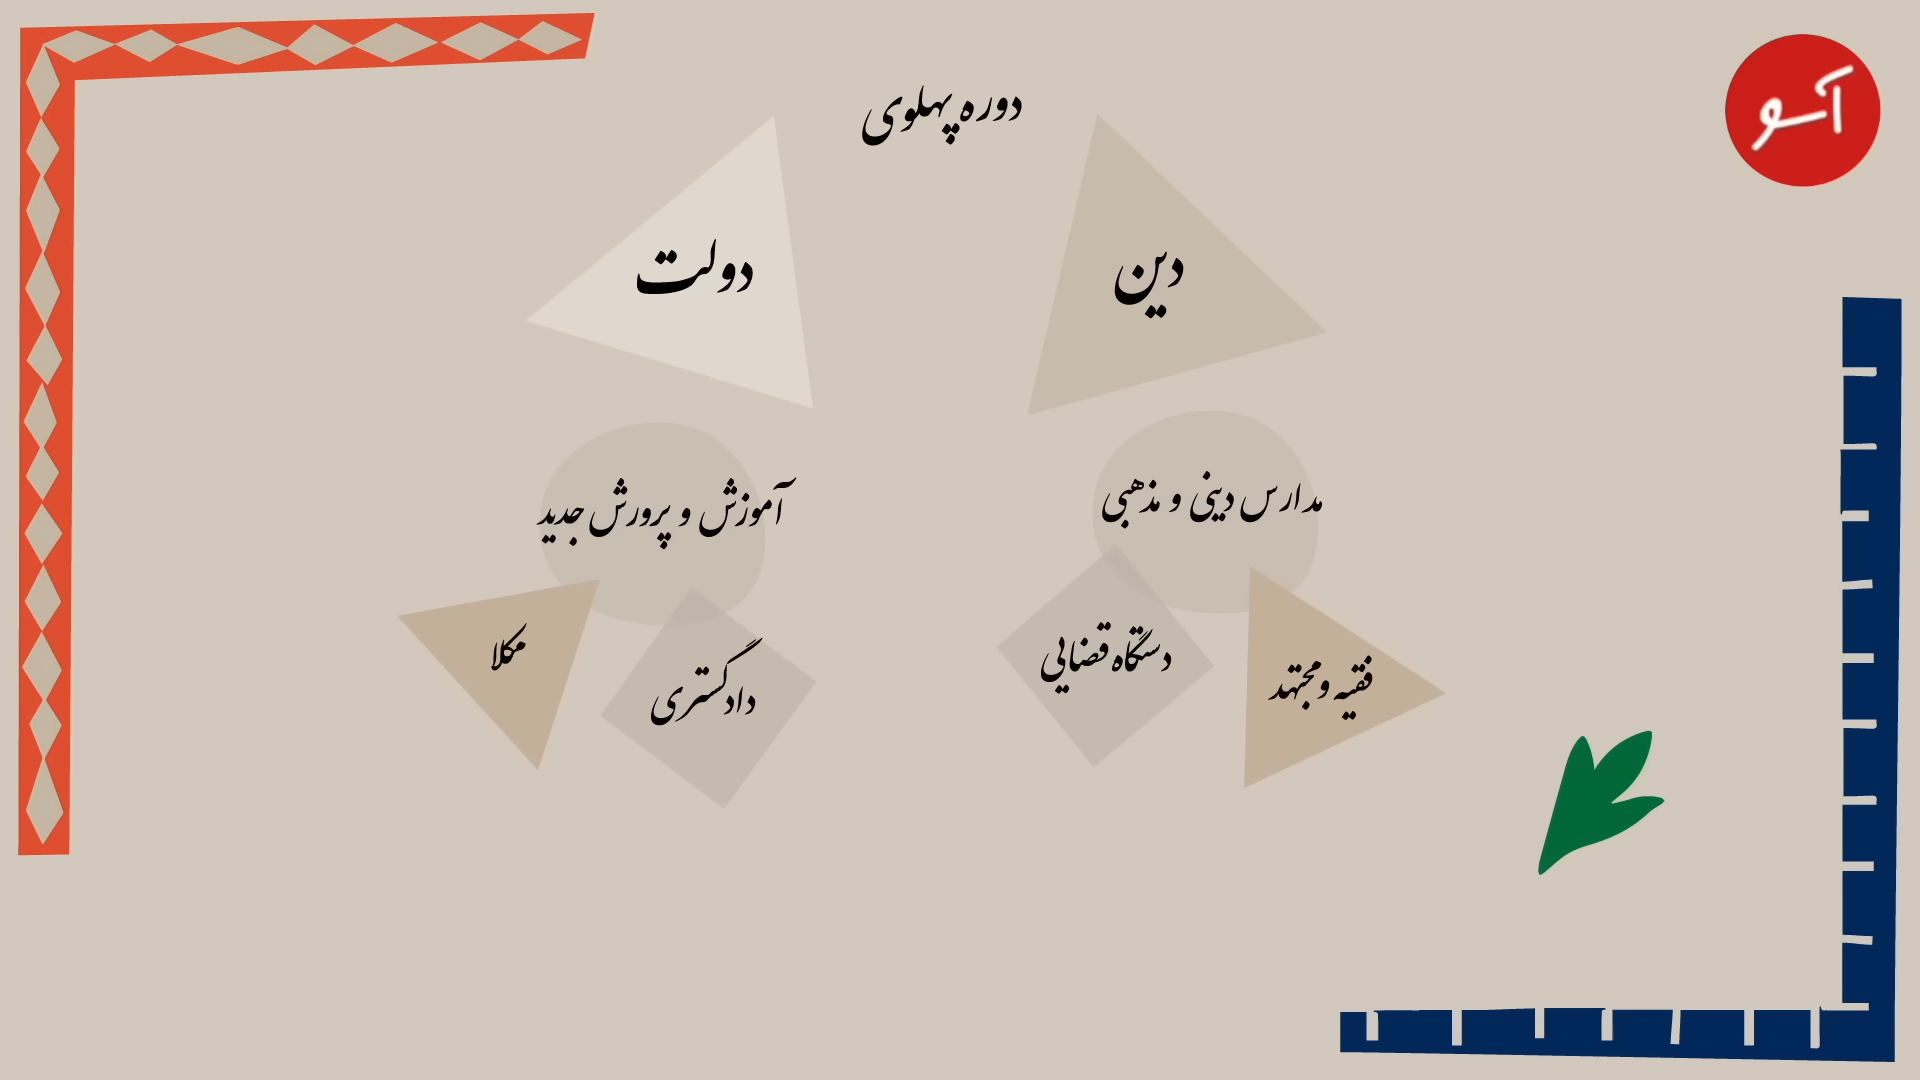 آسو
دوره پهلوی
دین
دولت
مدارس دینی و مذهبی
آموزش و پرورش جدید
دستگاه قضایی
فقیه و مجتهد
دادگستری
مکلا